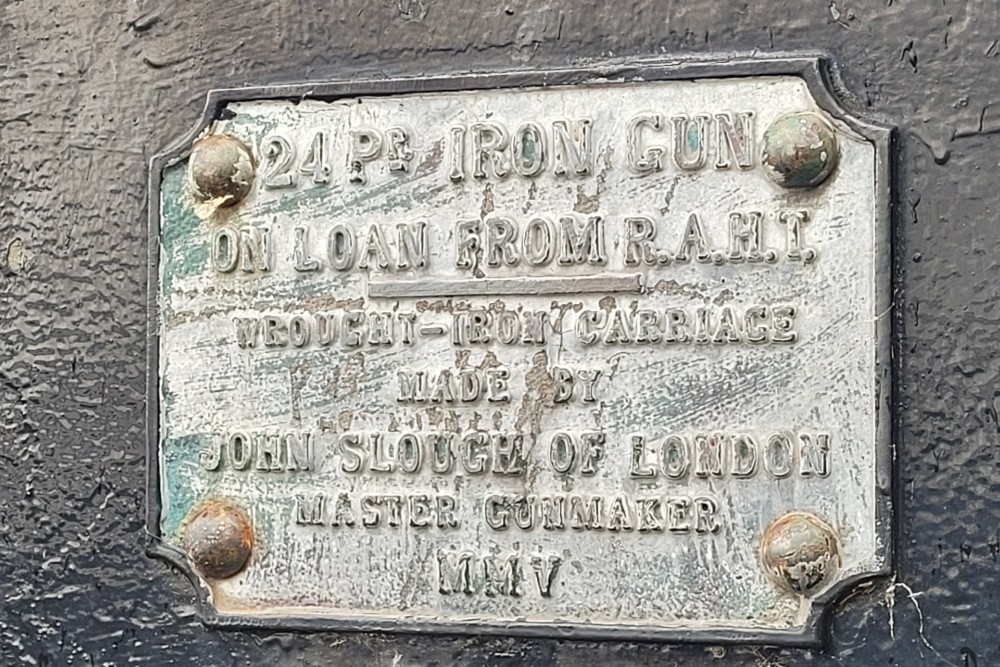 24 Pr IRON GUN
ON LOAN FROM R.A.H.T.
WROUGHT-IRON CARRIAGE
MADE BY
JOHN SLOUGH OF LONDON
MASTER GUNMAKER
MMV